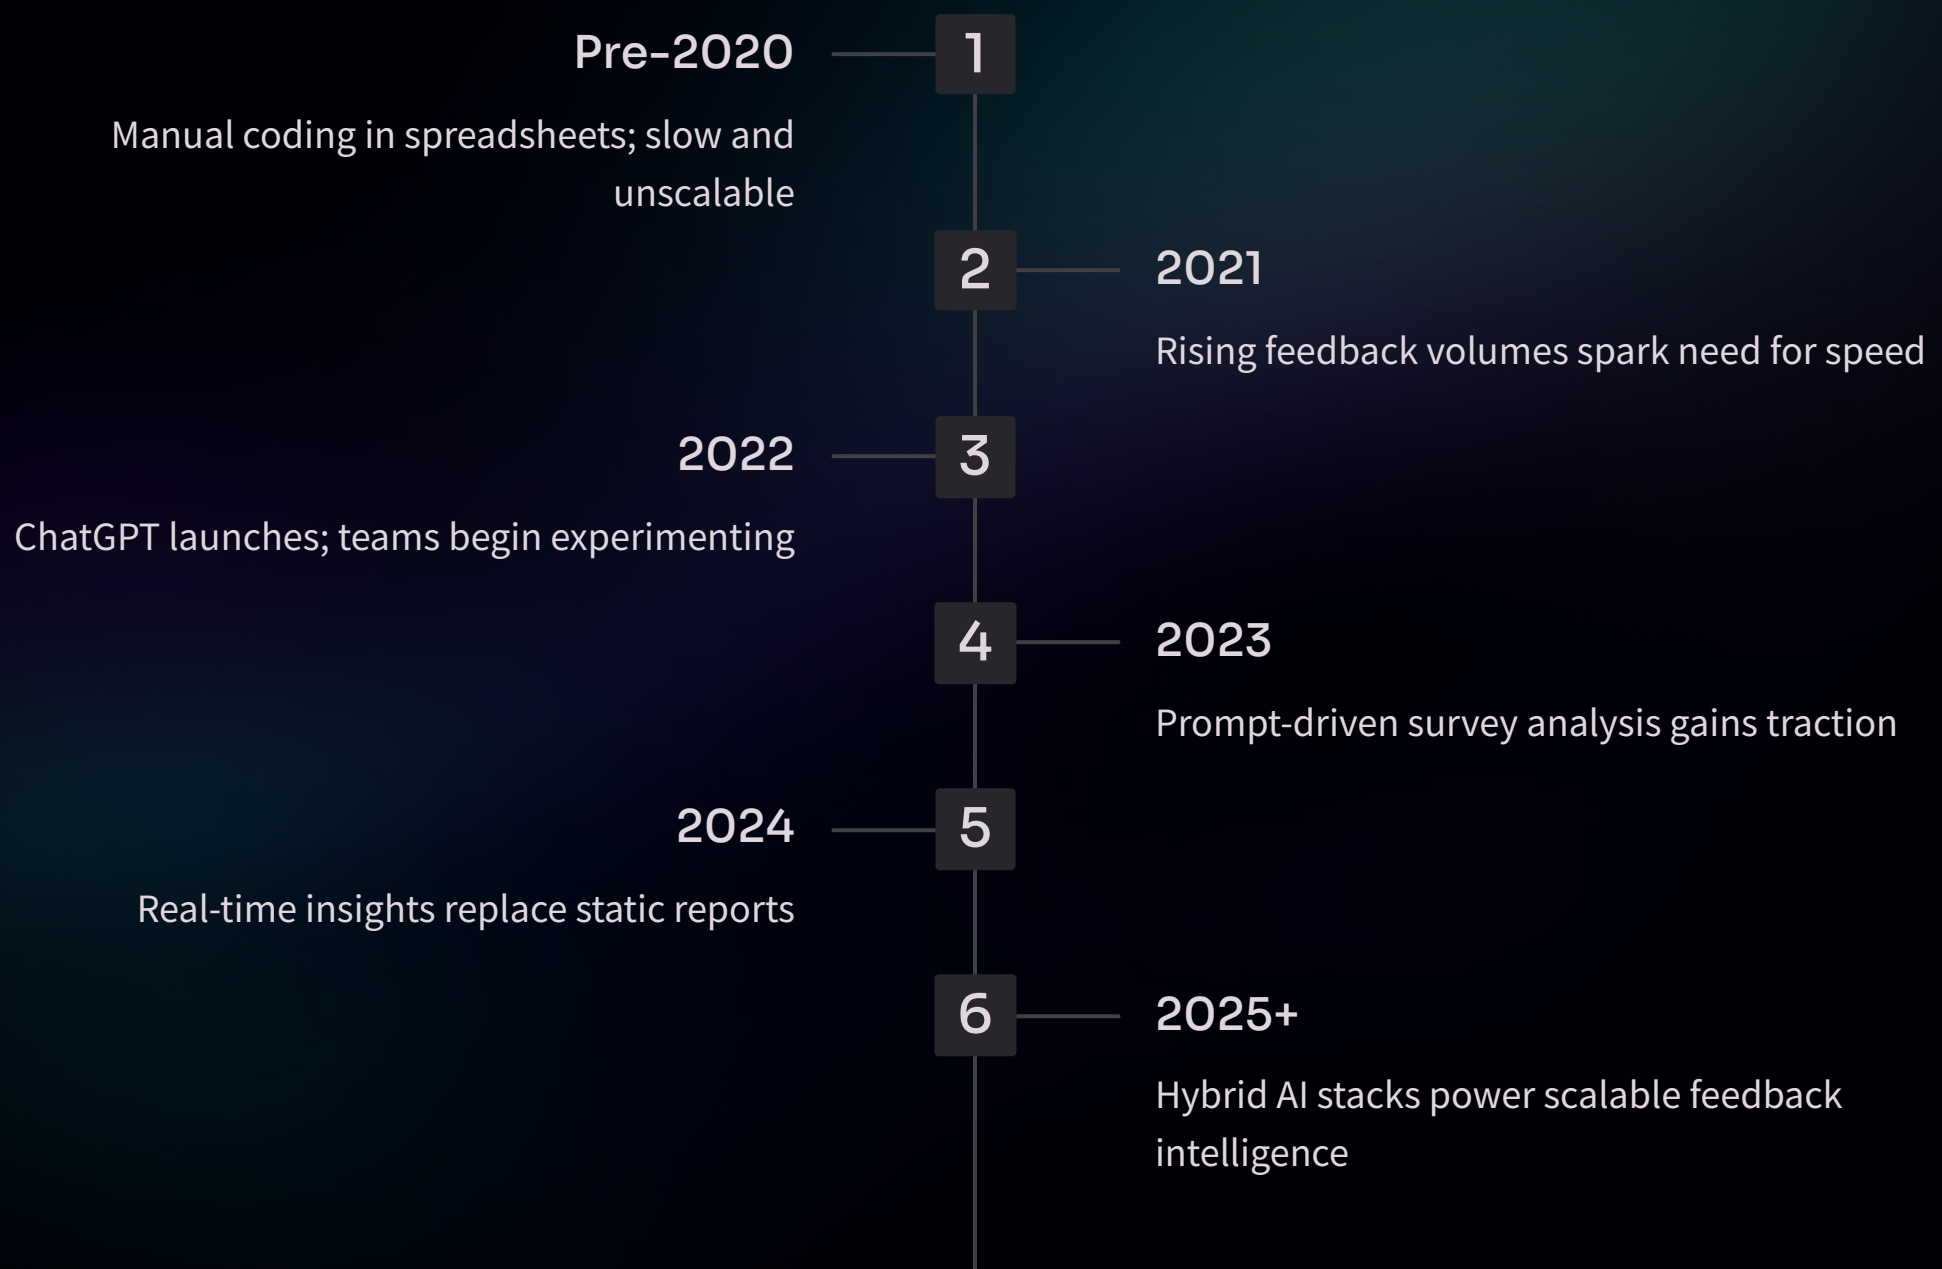 Pre-2020
1
Manual coding in spreadsheets; slow and
unscalable
2
2021
Rising feedback volumes spark need for speed
2022
3
ChatGPT launches; teams begin experimenting
4
2023
Prompt-driven survey analysis gains traction
2024
5
Real-time insights replace static reports
6
2025+
Hybrid AI stacks power scalable feedback
intelligence